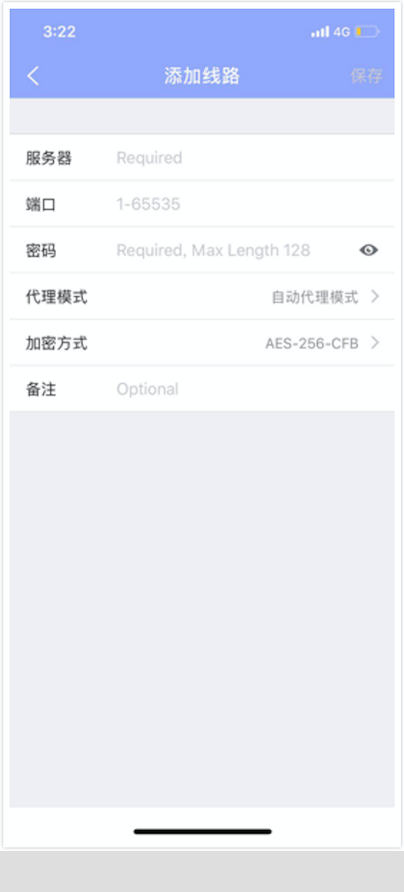 3:22 4G
添加线路 保存
服务器 Required
端口 1-65535
密码 Required, Max Length 128
代理模式 自动代理模式
加密方式 AES-256-CFB
备注 Optional